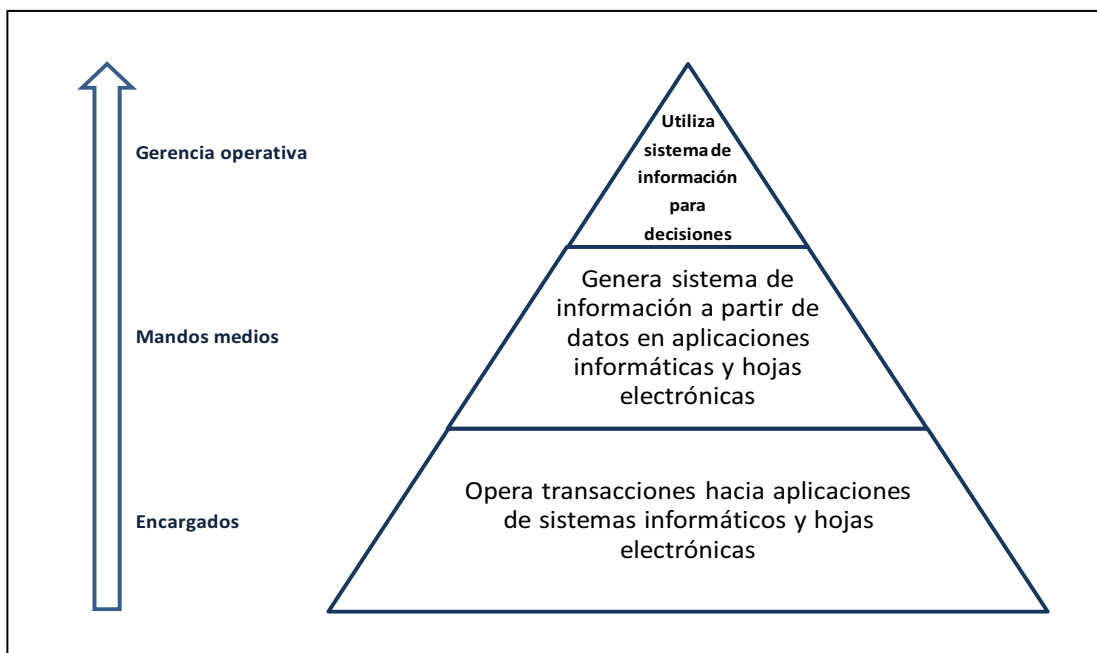 Gerencia operativa
Utiliza
sistema de
información
para
decisiones
Mandos medios
Genera sistema de
información a partir de
datos en aplicaciones
informáticas y hojas
electrónicas
Encargados
Opera transacciones hacia aplicaciones
de sistemas informáticos y hojas
electrónicas